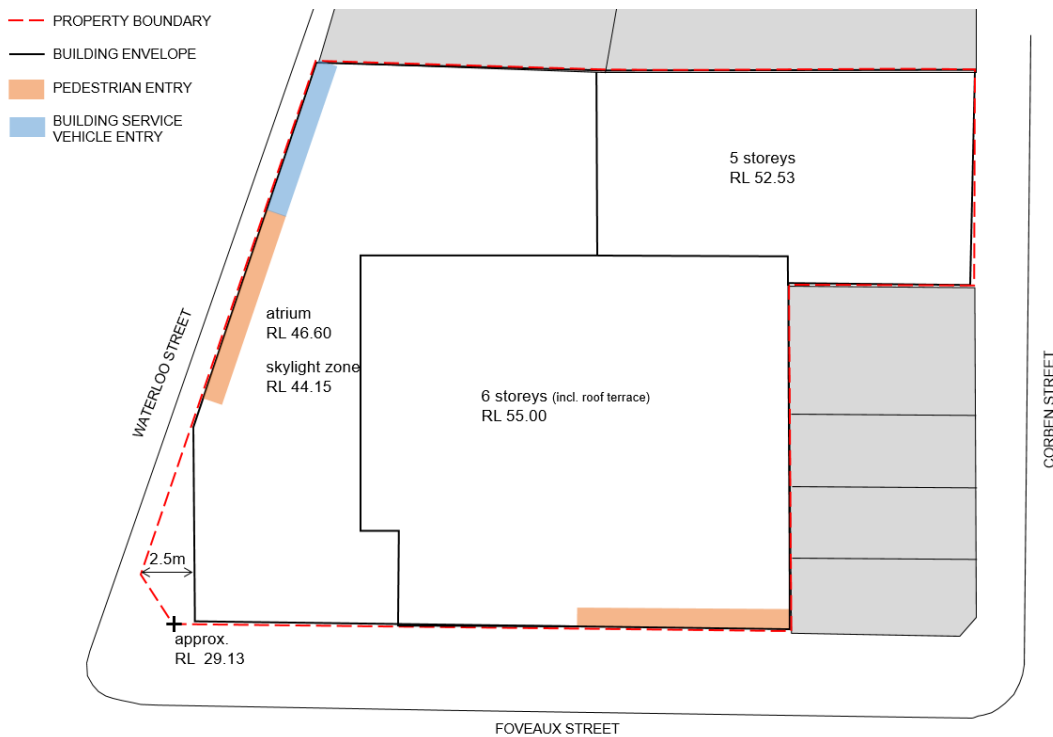 PROPERTY BOUNDARY
BUILDING ENVELOPE
PEDESTRIAN ENTRY
BUILDING SERVICE
VEHICLE ENTRY
5 storeys
RL 52.53
atrium
RL 46.60
skylight zone
RL 44.15
6 storeys (incl. roof terrace)
RL 55.00
WATERLOO STREET
CORBEN STREET
2.5m
approx.
RL 29.13
FOVEAUX STREET